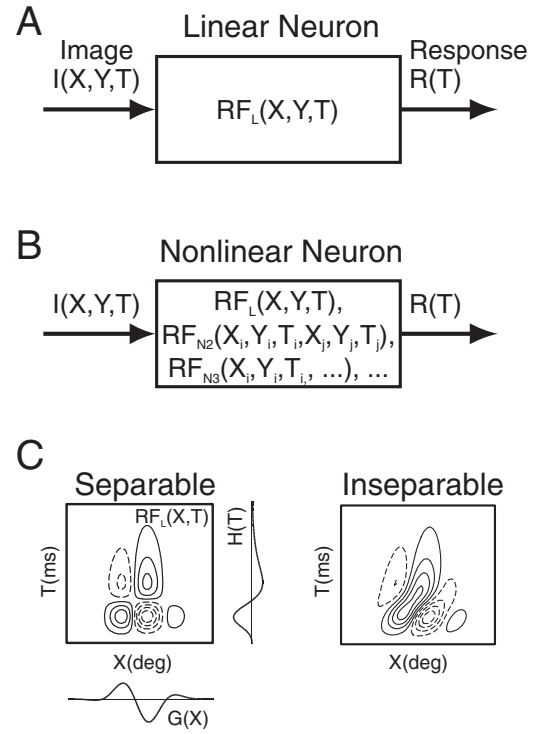 A
Linear Neuron
Image
I(X,Y,T)
RF_L(X,Y,T)
Response
R(T)
B
Nonlinear Neuron
I(X,Y,T)
RF_L(X,Y,T),
RF_N2(X_i,Y_i,T_i,X_j,Y_j,T_j),
RF_N3(X_i,Y_i,T_i,, ...), ...
R(T)
C
Separable
RF_L(X,T)
T(ms)
X(deg)
H(T)
G(X)
Inseparable
T(ms)
X(deg)